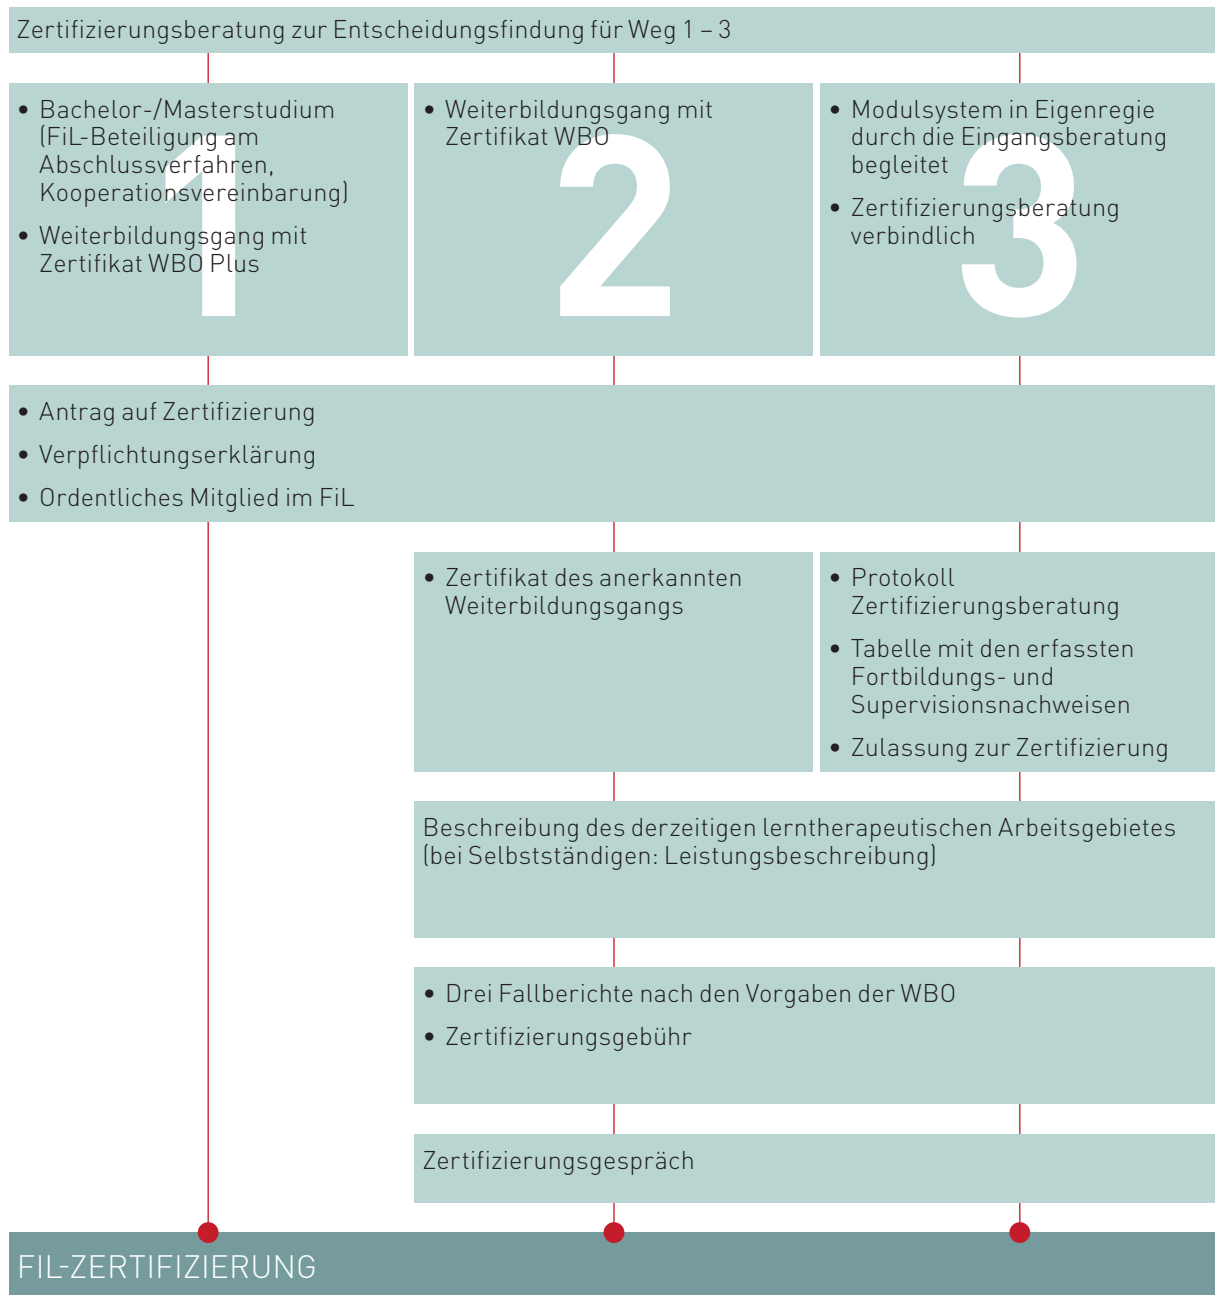 Zertifizierungsberatung zur Entscheidungsfindung für Weg 1 – 3
1
• Bachelor-/Masterstudium
(FiL-Beteiligung am
Abschlussverfahren,
Kooperationsvereinbarung)
• Weiterbildungsgang mit
Zertifikat WBO Plus
2
• Weiterbildungsgang mit
Zertifikat WBO
3
• Modulsystem in Eigenregie
durch die Eingangsberatung
begleitet
• Zertifizierungsberatung
verbindlich
• Antrag auf Zertifizierung
• Verpflichtungserklärung
• Ordentliches Mitglied im FiL
• Zertifikat des anerkannten
Weiterbildungsgangs
• Protokoll
Zertifizierungsberatung
• Tabelle mit den erfassten
Fortbildungs- und
Supervisionsnachweisen
• Zulassung zur Zertifizierung
Beschreibung des derzeitigen lerntherapeutischen Arbeitsgebietes
(bei Selbstständigen: Leistungsbeschreibung)
• Drei Fallberichte nach den Vorgaben der WBO
• Zertifizierungsgebühr
Zertifizierungsgespräch
FIL-ZERTIFIZIERUNG